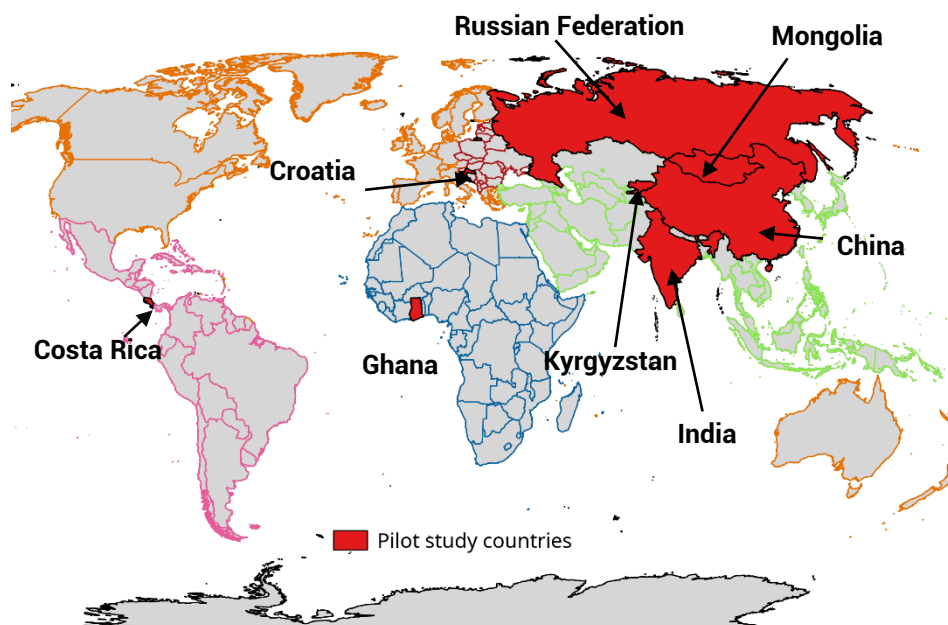 Russian Federation
Mongolia
Croatia
China
Costa Rica
Ghana
Kyrgyzstan
India
Pilot study countries